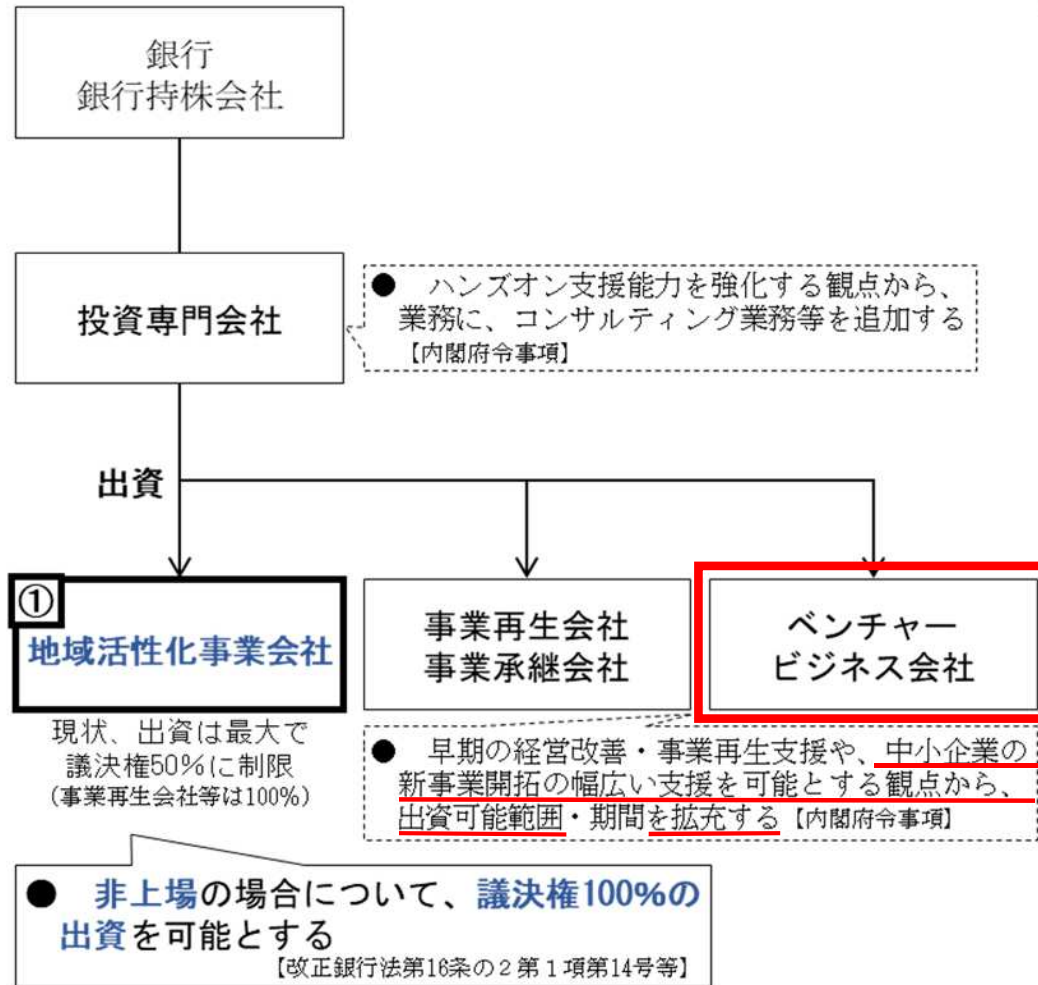 銀行
銀行持株会社
投資専門会社
● ハンズオン支援能力を強化する観点から、
業務に、コンサルティング業務等を追加する
【内閣府令事項】
出資
①
地域活性化事業会社
事業再生会社
事業承継会社
ベンチャー
ビジネス会社
現状、出資は最大で
議決権50%に制限
(事業再生会社等は100%)
● 早期の経営改善・事業再生支援や、中小企業の
新事業開拓の幅広い支援を可能とする観点から、
出資可能範囲・期間を拡充する【内閣府令事項】
● 非上場の場合について、議決権100%の
出資を可能とする
【改正銀行法第16条の2第1項第14号等】